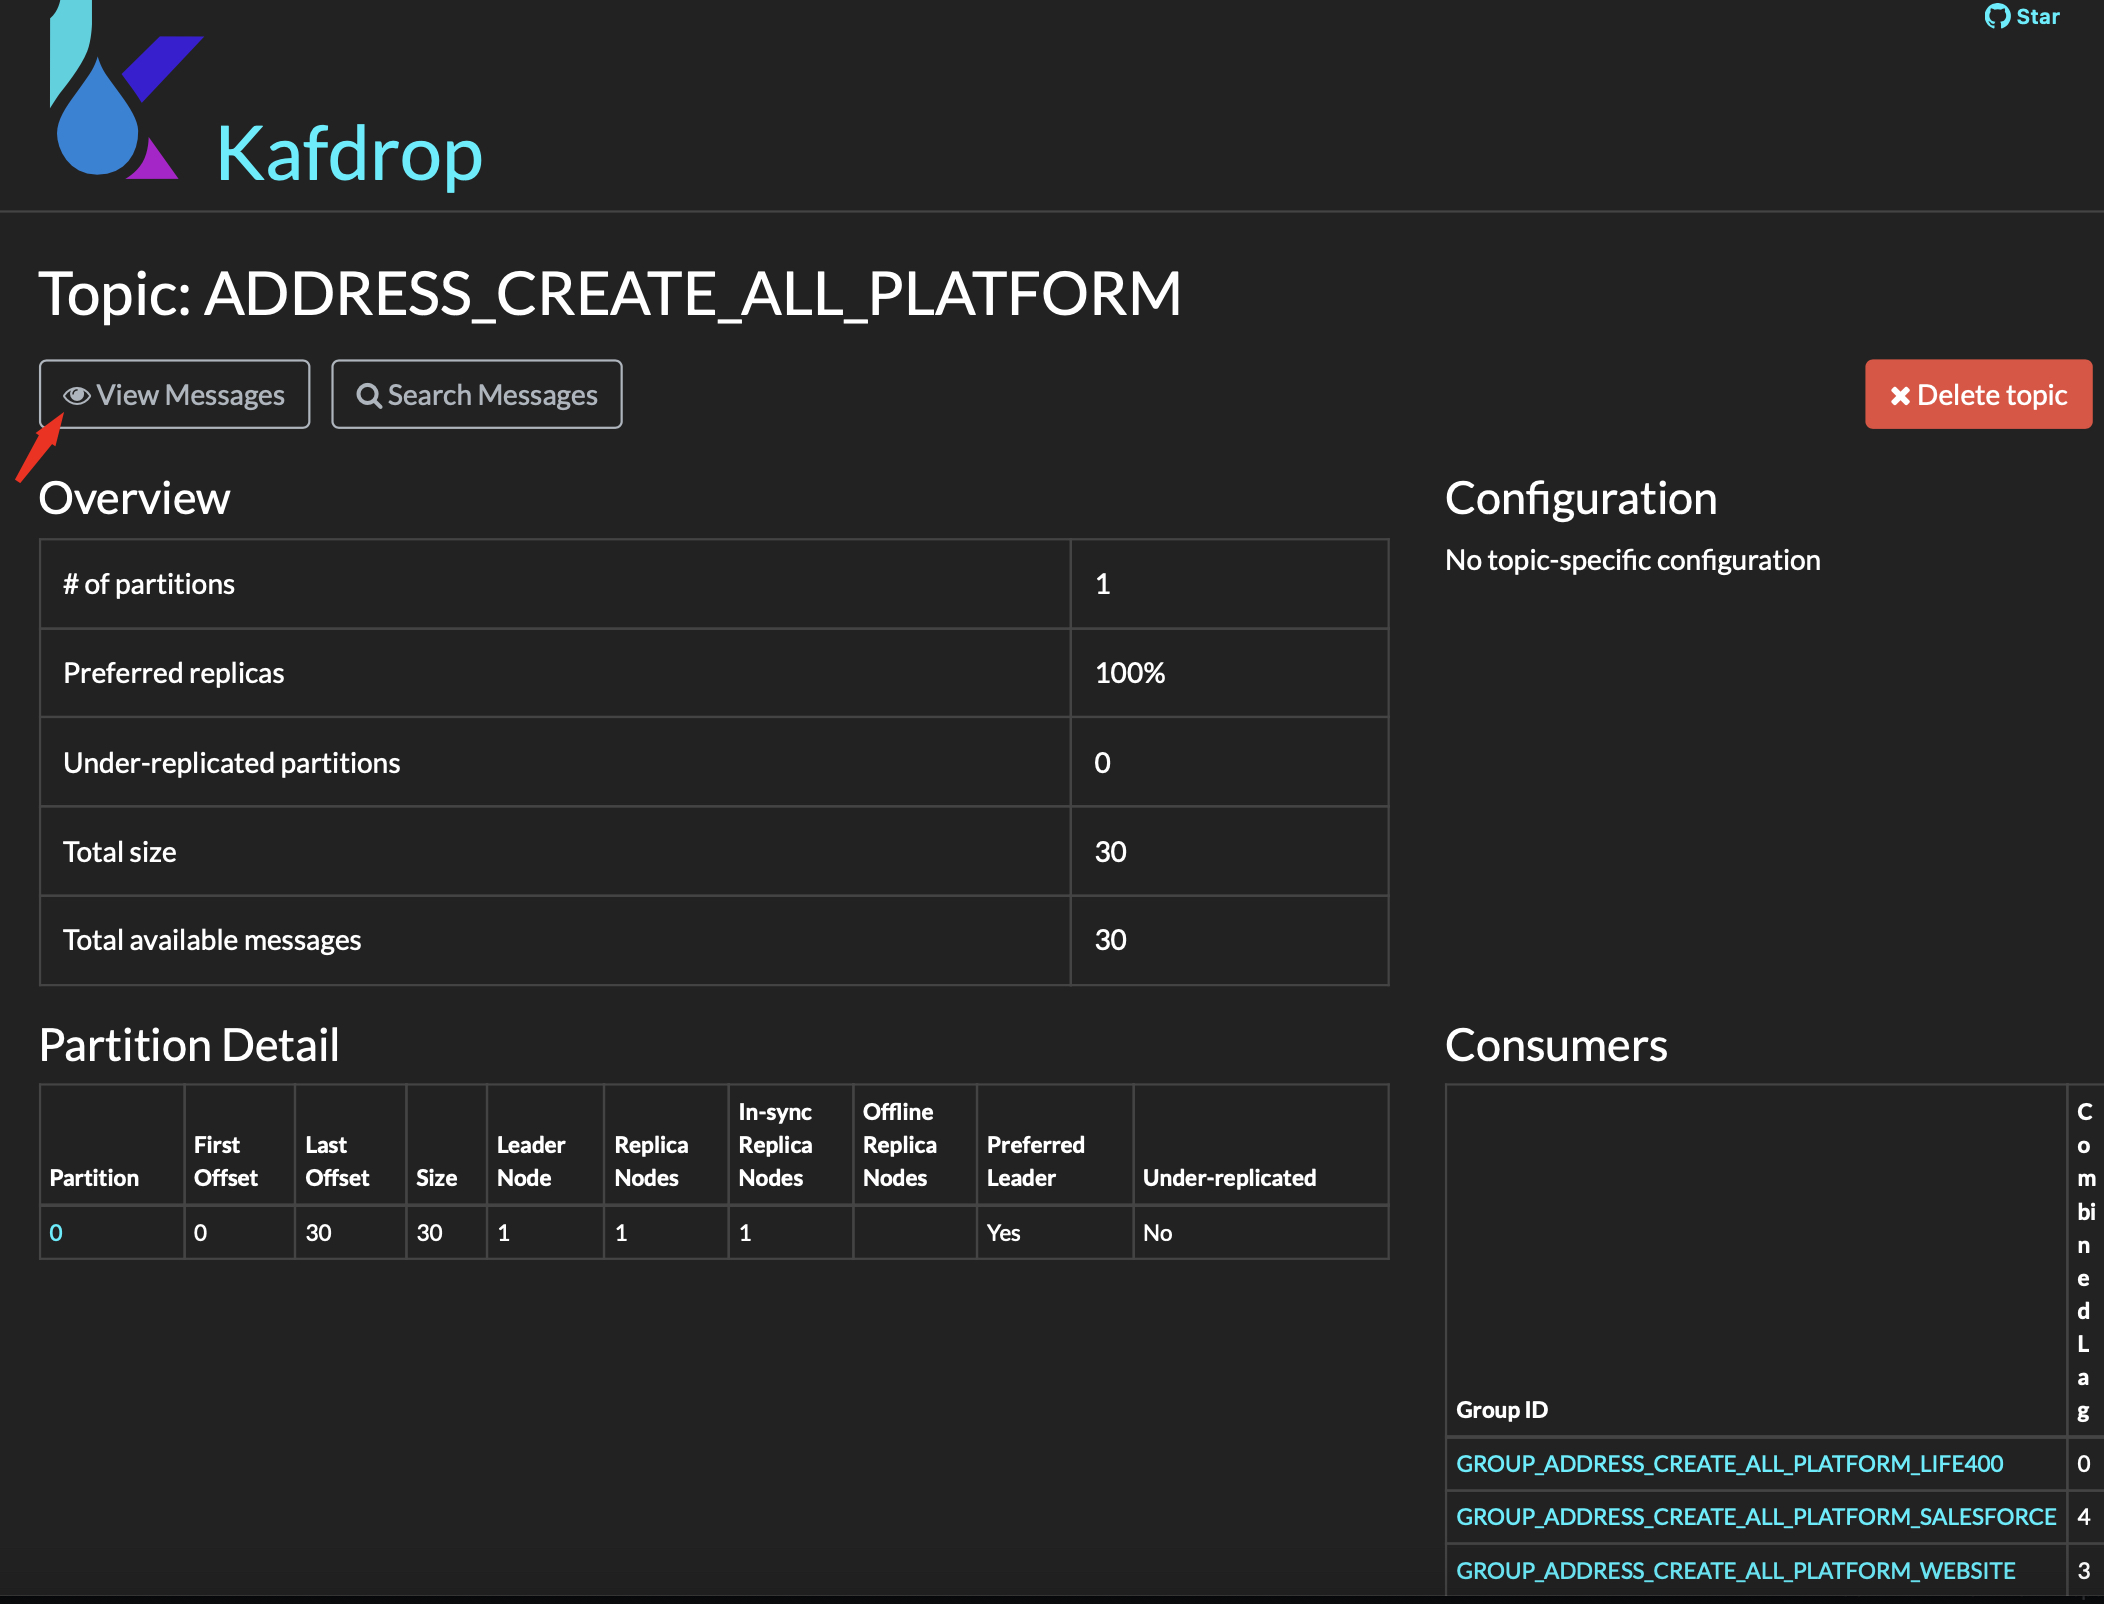 Star
Kafdrop
Topic: ADDRESS_CREATE_ALL_PLATFORM
View Messages
Search Messages
Delete topic
Overview
# of partitions 1
Preferred replicas 100%
Under-replicated partitions 0
Total size 30
Total available messages 30
Configuration
No topic-specific configuration
Partition Detail
Partition First Offset Last Offset Size Leader Node Replica Nodes In-sync Replica Nodes Offline Replica Nodes Preferred Leader Under-replicated
0 0 30 30 1 1 1 Yes No
Consumers
Group ID Combined Lag
GROUP_ADDRESS_CREATE_ALL_PLATFORM_LIFE400 0
GROUP_ADDRESS_CREATE_ALL_PLATFORM_SALESFORCE 4
GROUP_ADDRESS_CREATE_ALL_PLATFORM_WEBSITE 3